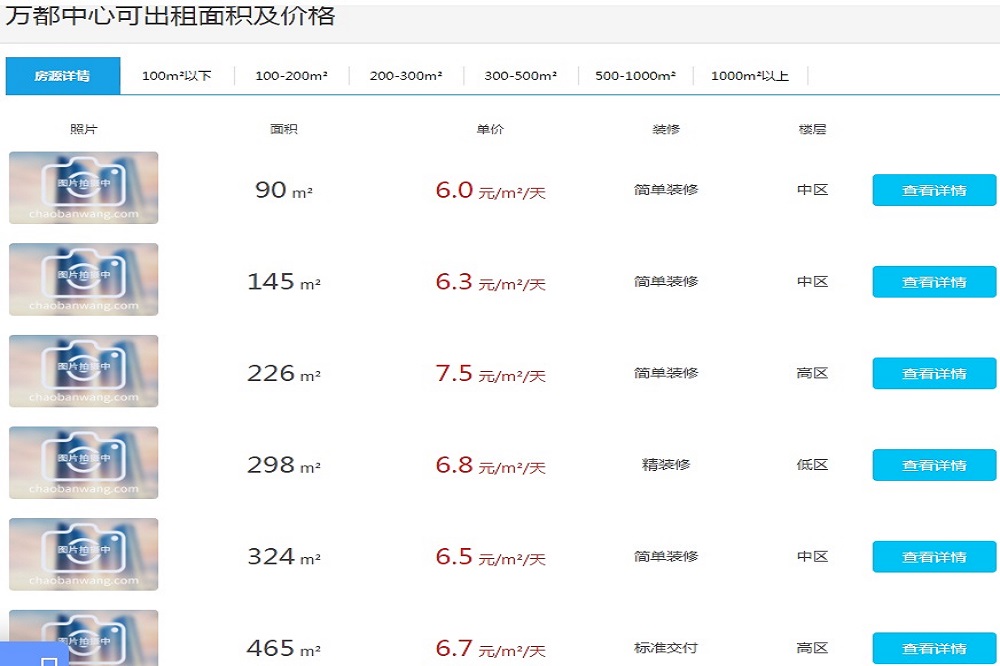 万都中心可出租面积及价格
房源详情 100m²以下 100-200m² 200-300m² 300-500m² 500-1000m² 1000m²以上
照片 面积 单价 装修 楼层
图片拍摄中
chaobanwang.com
90 m² 6.0 元/m²/天 简单装修 中区 查看详情
图片拍摄中
chaobanwang.com
145 m² 6.3 元/m²/天 简单装修 中区 查看详情
图片拍摄中
chaobanwang.com
226 m² 7.5 元/m²/天 简单装修 高区 查看详情
图片拍摄中
chaobanwang.com
298 m² 6.8 元/m²/天 精装修 低区 查看详情
图片拍摄中
chaobanwang.com
324 m² 6.5 元/m²/天 简单装修 中区 查看详情
图片拍摄中
465 m² 6.7 元/m²/天 标准交付 高区 查看详情